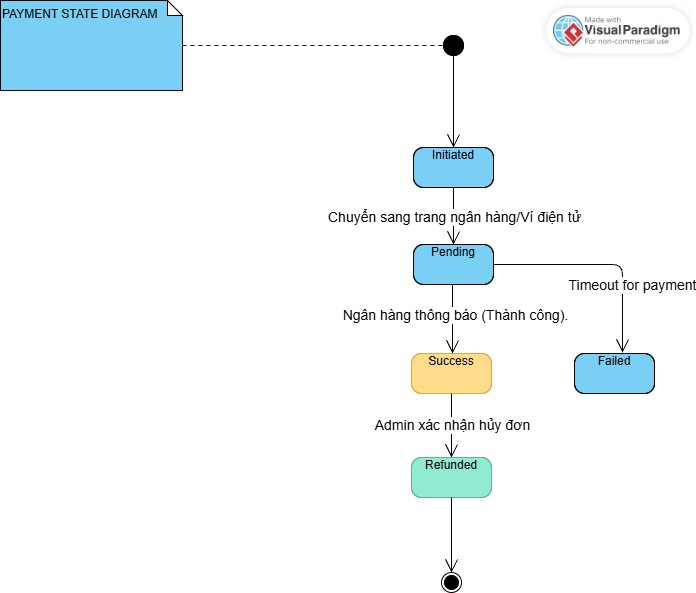 PAYMENT STATE DIAGRAM
Made with
Visual Paradigm
For non-commercial use
Initiated
Chuyển sang trang ngân hàng/Ví điện tử
Pending
Timeout for payment
Ngân hàng thông báo (Thành công).
Success
Failed
Admin xác nhận hủy đơn
Refunded